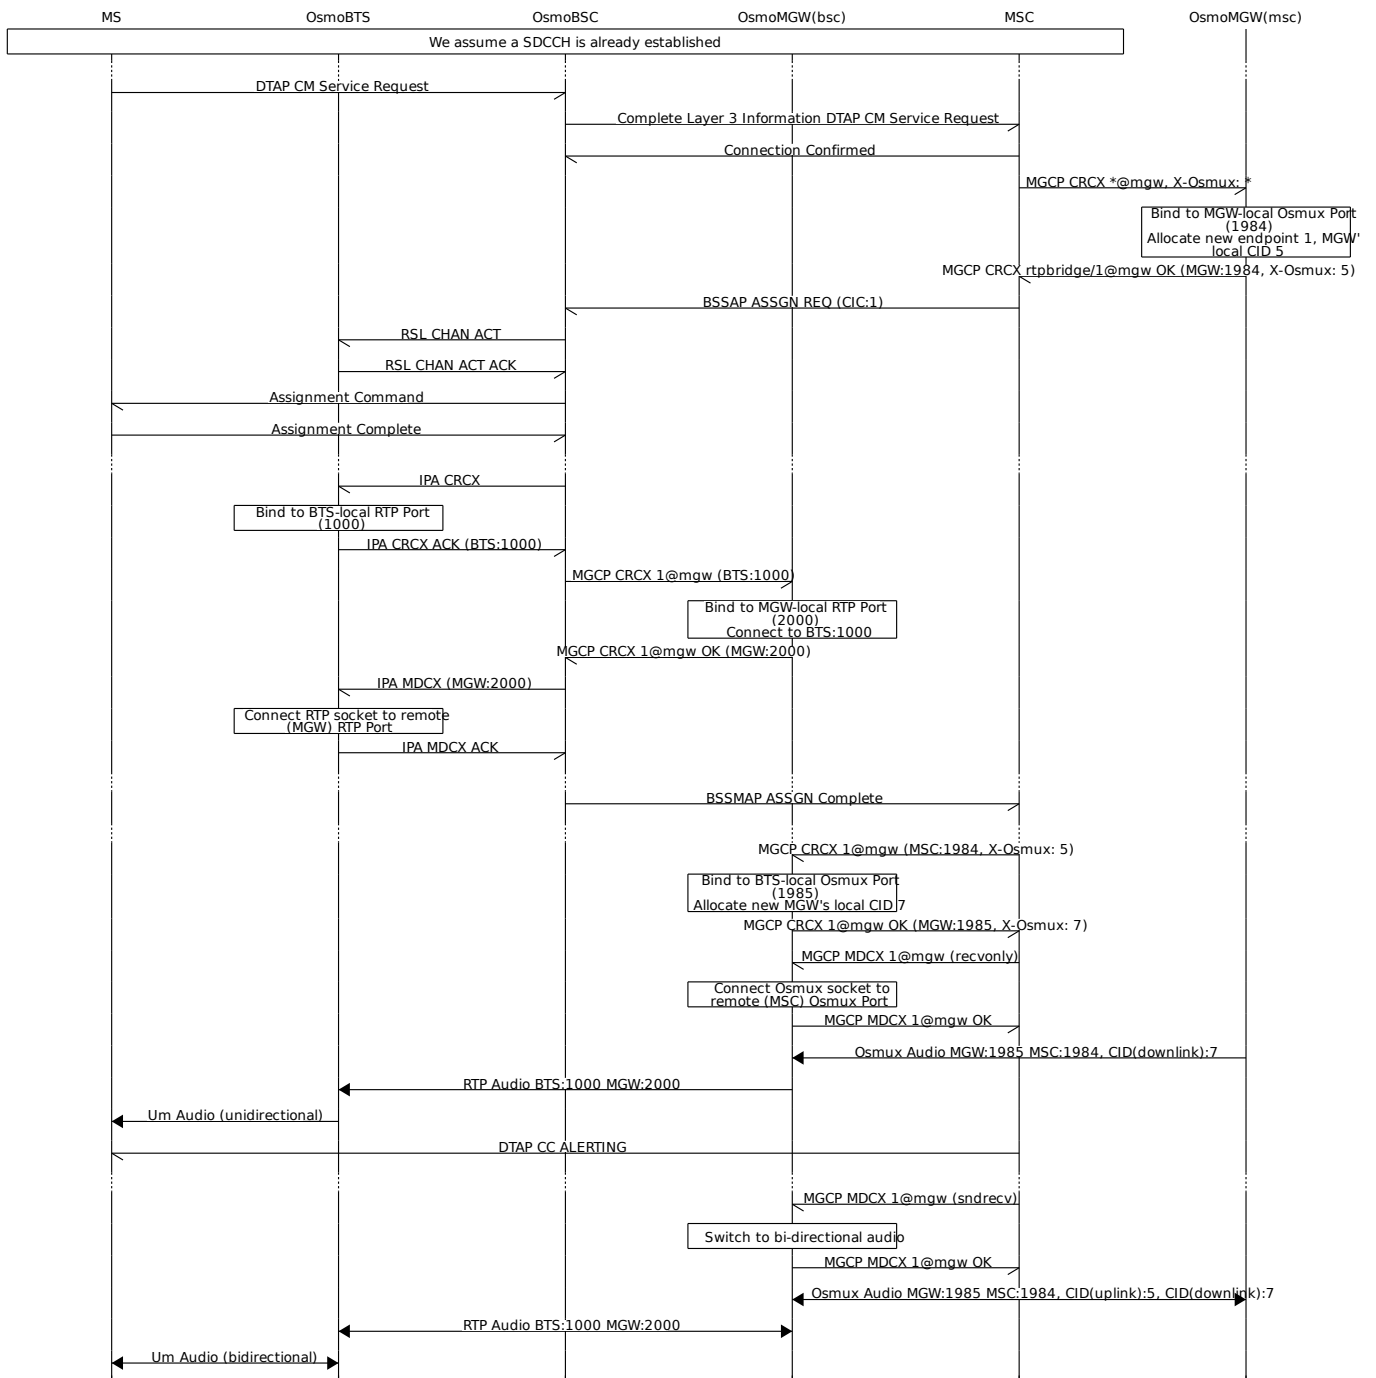 MS OsmoBTS OsmoBSC OsmoMGW(bsc) MSC OsmoMGW(msc)
We assume a SDCCH is already established
DTAP CM Service Request
Complete Layer 3 Information DTAP CM Service Request
Connection Confirmed
MGCP CRCX *@mgw, X-Osmux: *
Bind to MGW-local Osmux Port
(1984)
Allocate new endpoint 1, MGW'
local CID 5
MGCP CRCX rtpbridge/1@mgw OK (MGW:1984, X-Osmux: 5)
BSSAP ASSGN REQ (CIC:1)
RSL CHAN ACT
RSL CHAN ACT ACK
Assignment Command
Assignment Complete
IPA CRCX
Bind to BTS-local RTP Port
(1000)
IPA CRCX ACK (BTS:1000)
MGCP CRCX 1@mgw (BTS:1000)
Bind to MGW-local RTP Port
(2000)
Connect to BTS:1000
MGCP CRCX 1@mgw OK (MGW:2000)
IPA MDCX (MGW:2000)
Connect RTP socket to remote
(MGW) RTP Port
IPA MDCX ACK
BSSMAP ASSGN Complete
MGCP CRCX 1@mgw (MSC:1984, X-Osmux: 5)
Bind to BTS-local Osmux Port
(1985)
Allocate new MGW's local CID 7
MGCP CRCX 1@mgw OK (MGW:1985, X-Osmux: 7)
MGCP MDCX 1@mgw (recvonly)
Connect Osmux socket to
remote (MSC) Osmux Port
MGCP MDCX 1@mgw OK
Osmux Audio MGW:1985 MSC:1984, CID(downlink):7
RTP Audio BTS:1000 MGW:2000
Um Audio (unidirectional)
DTAP CC ALERTING
MGCP MDCX 1@mgw (sndrecv)
Switch to bi-directional audio
MGCP MDCX 1@mgw OK
Osmux Audio MGW:1985 MSC:1984, CID(uplink):5, CID(downlink):7
RTP Audio BTS:1000 MGW:2000
Um Audio (bidirectional)